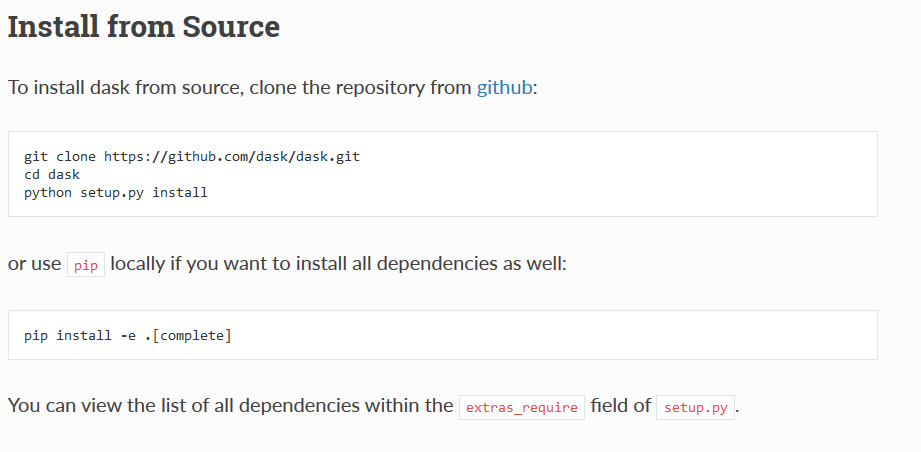 Install from Source
To install dask from source, clone the repository from github:
git clone https://github.com/dask/dask.git
cd dask
python setup.py install
or use pip locally if you want to install all dependencies as well:
pip install -e .[complete]
You can view the list of all dependencies within the extras_require field of setup.py.